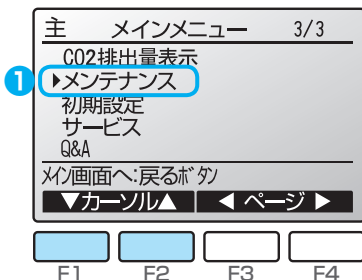 主 メインメニュー 3/3
CO2排出量表示
1 ▶メンテナンス
初期設定
サービス
Q&A
メイン画面へ:戻るボタン
▼カーソル▲ ◀ ページ ▶
F1 F2 F3 F4